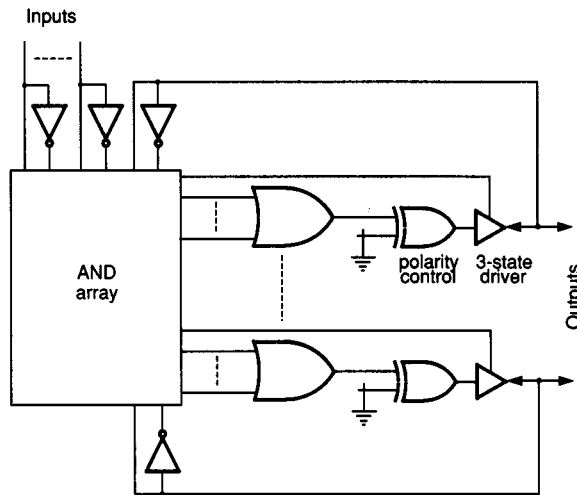 Inputs
AND
array
polarity
control
3-state
driver
Outputs